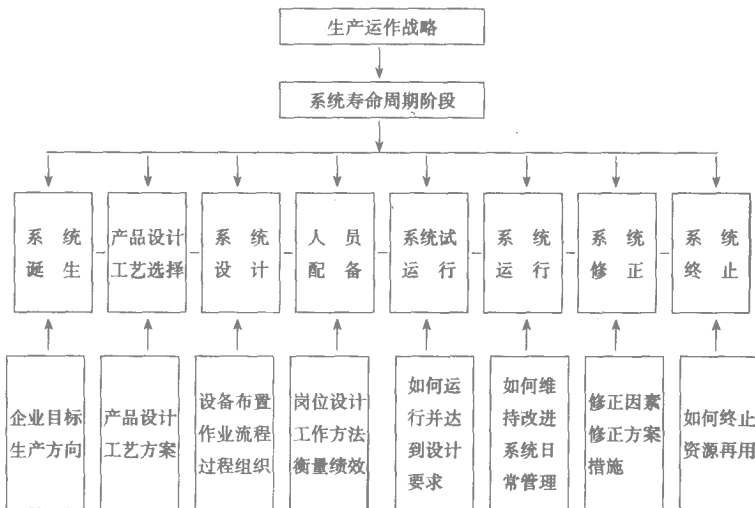 生产运作战略
系统寿命周期阶段
系统
诞生
产品设计
工艺选择
系统
设计
人员
配备
系统试
运行
系统
运行
系统
修正
系统
终止
企业目标
生产方向
产品设计
工艺方案
设备布置
作业流程
过程组织
岗位设计
工作方法
衡量绩效
如何运
行并达
到设计
要求
如何维
持改进
系统日
常管理
修正因素
修正方案
措施
如何终止
资源再用